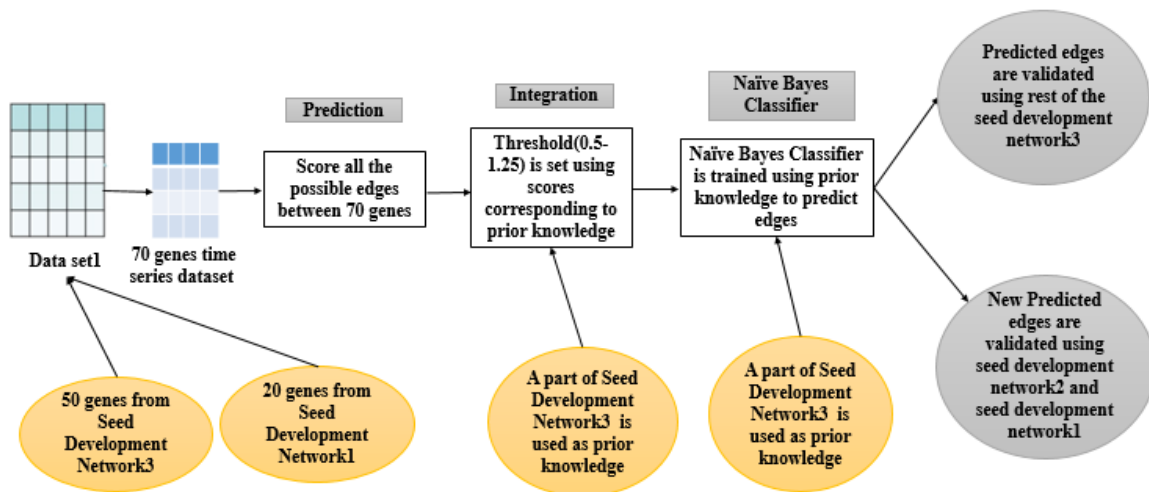 Data set1
70 genes time
series dataset
Prediction
Score all the
possible edges
between 70 genes
Integration
Threshold(0.5-
1.25) is set using
scores
corresponding to
prior knowledge
Naïve Bayes
Classifier
Naïve Bayes Classifier
is trained using prior
knowledge to predict
edges
Predicted edges
are validated
using rest of the
seed development
network3
New Predicted
edges are
validated using
seed development
network2 and
seed development
network1
50 genes from
Seed
Development
Network3
20 genes from
Seed
Development
Network1
A part of Seed
Development
Network3 is
used as prior
knowledge
A part of Seed
Development
Network3 is
used as prior
knowledge